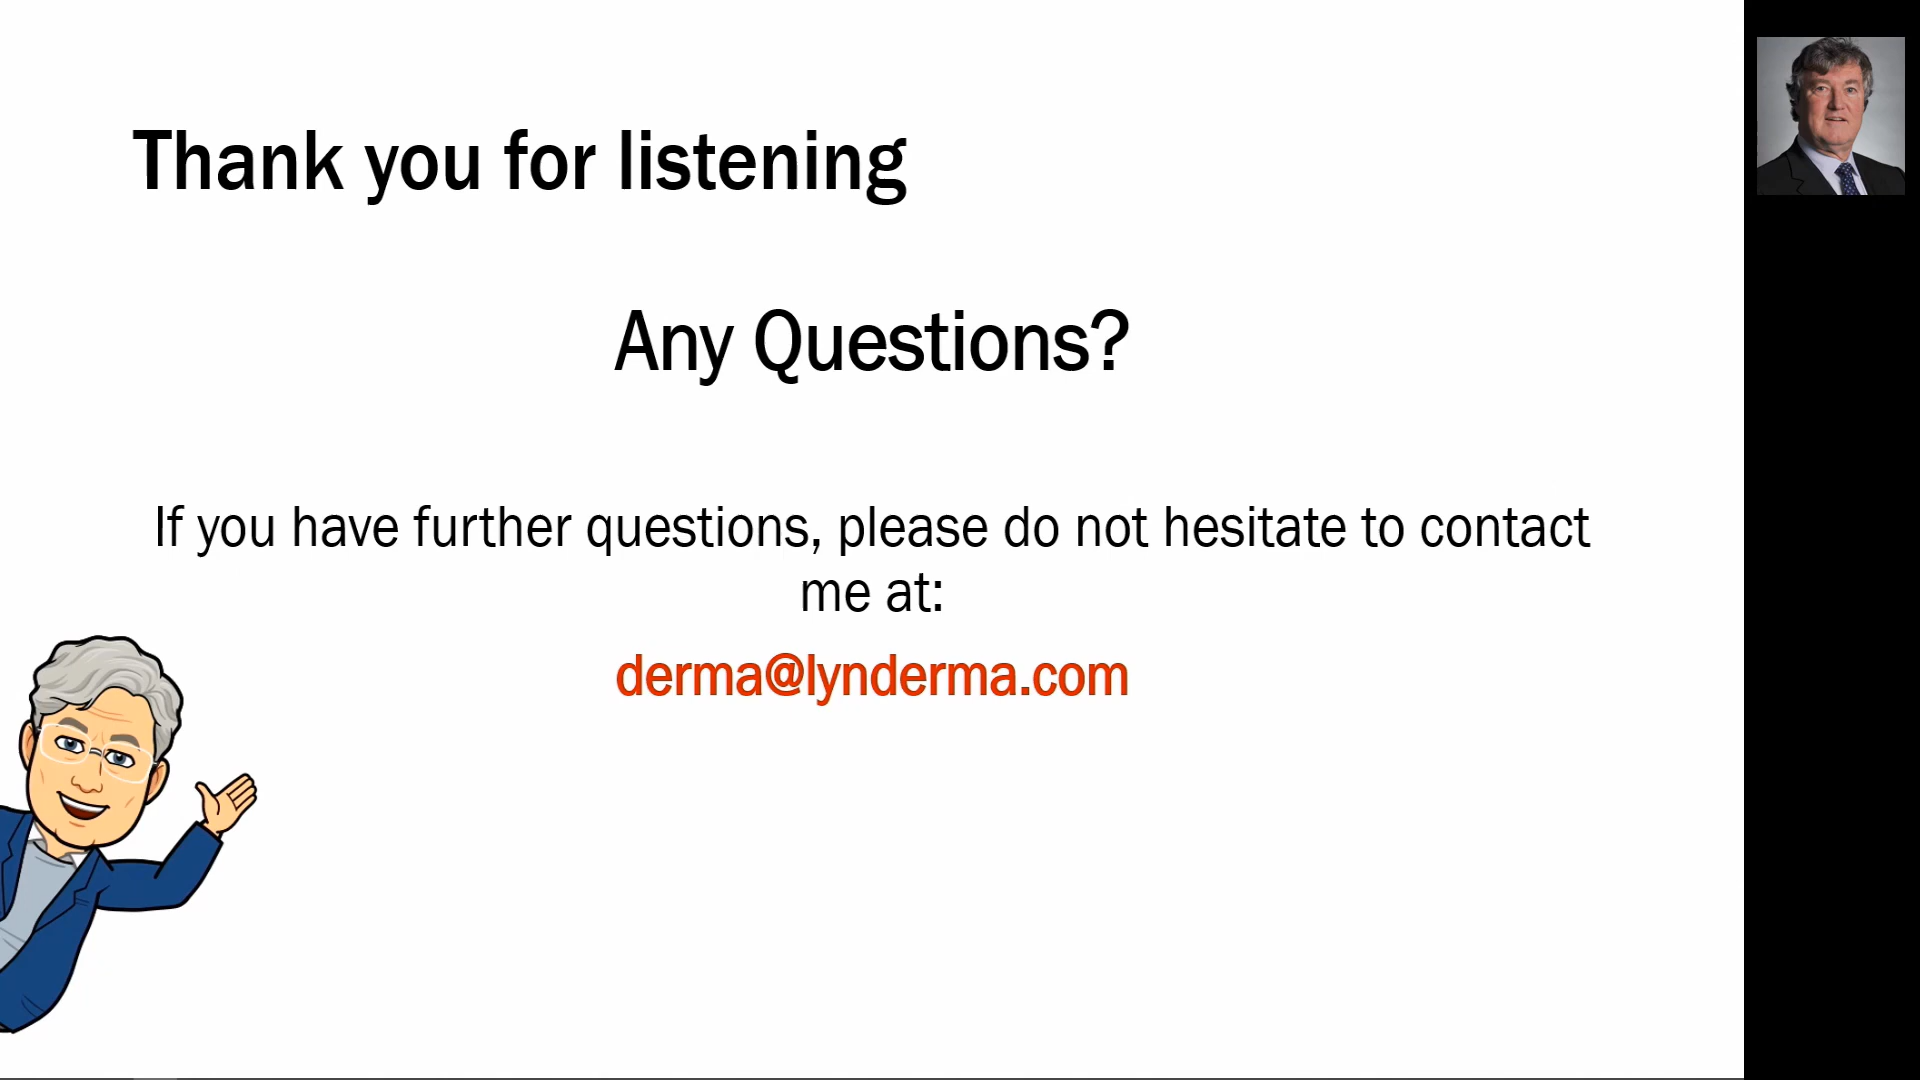 Thank you for listening
Any Questions?
If you have further questions, please do not hesitate to contact
me at:
derma@lynderma.com